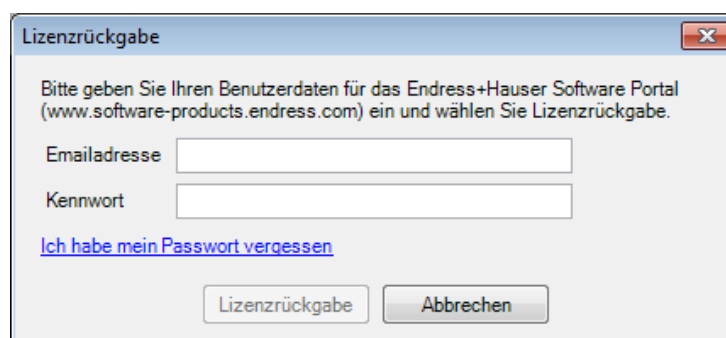 Lizenzrückgabe
Bitte geben Sie Ihren Benutzerdaten für das Endress+Hauser Software Portal
(www.software-products.endress.com) ein und wählen Sie Lizenzrückgabe.
Emailadresse
Kennwort
Ich habe mein Passwort vergessen
Lizenzrückgabe Abbrechen